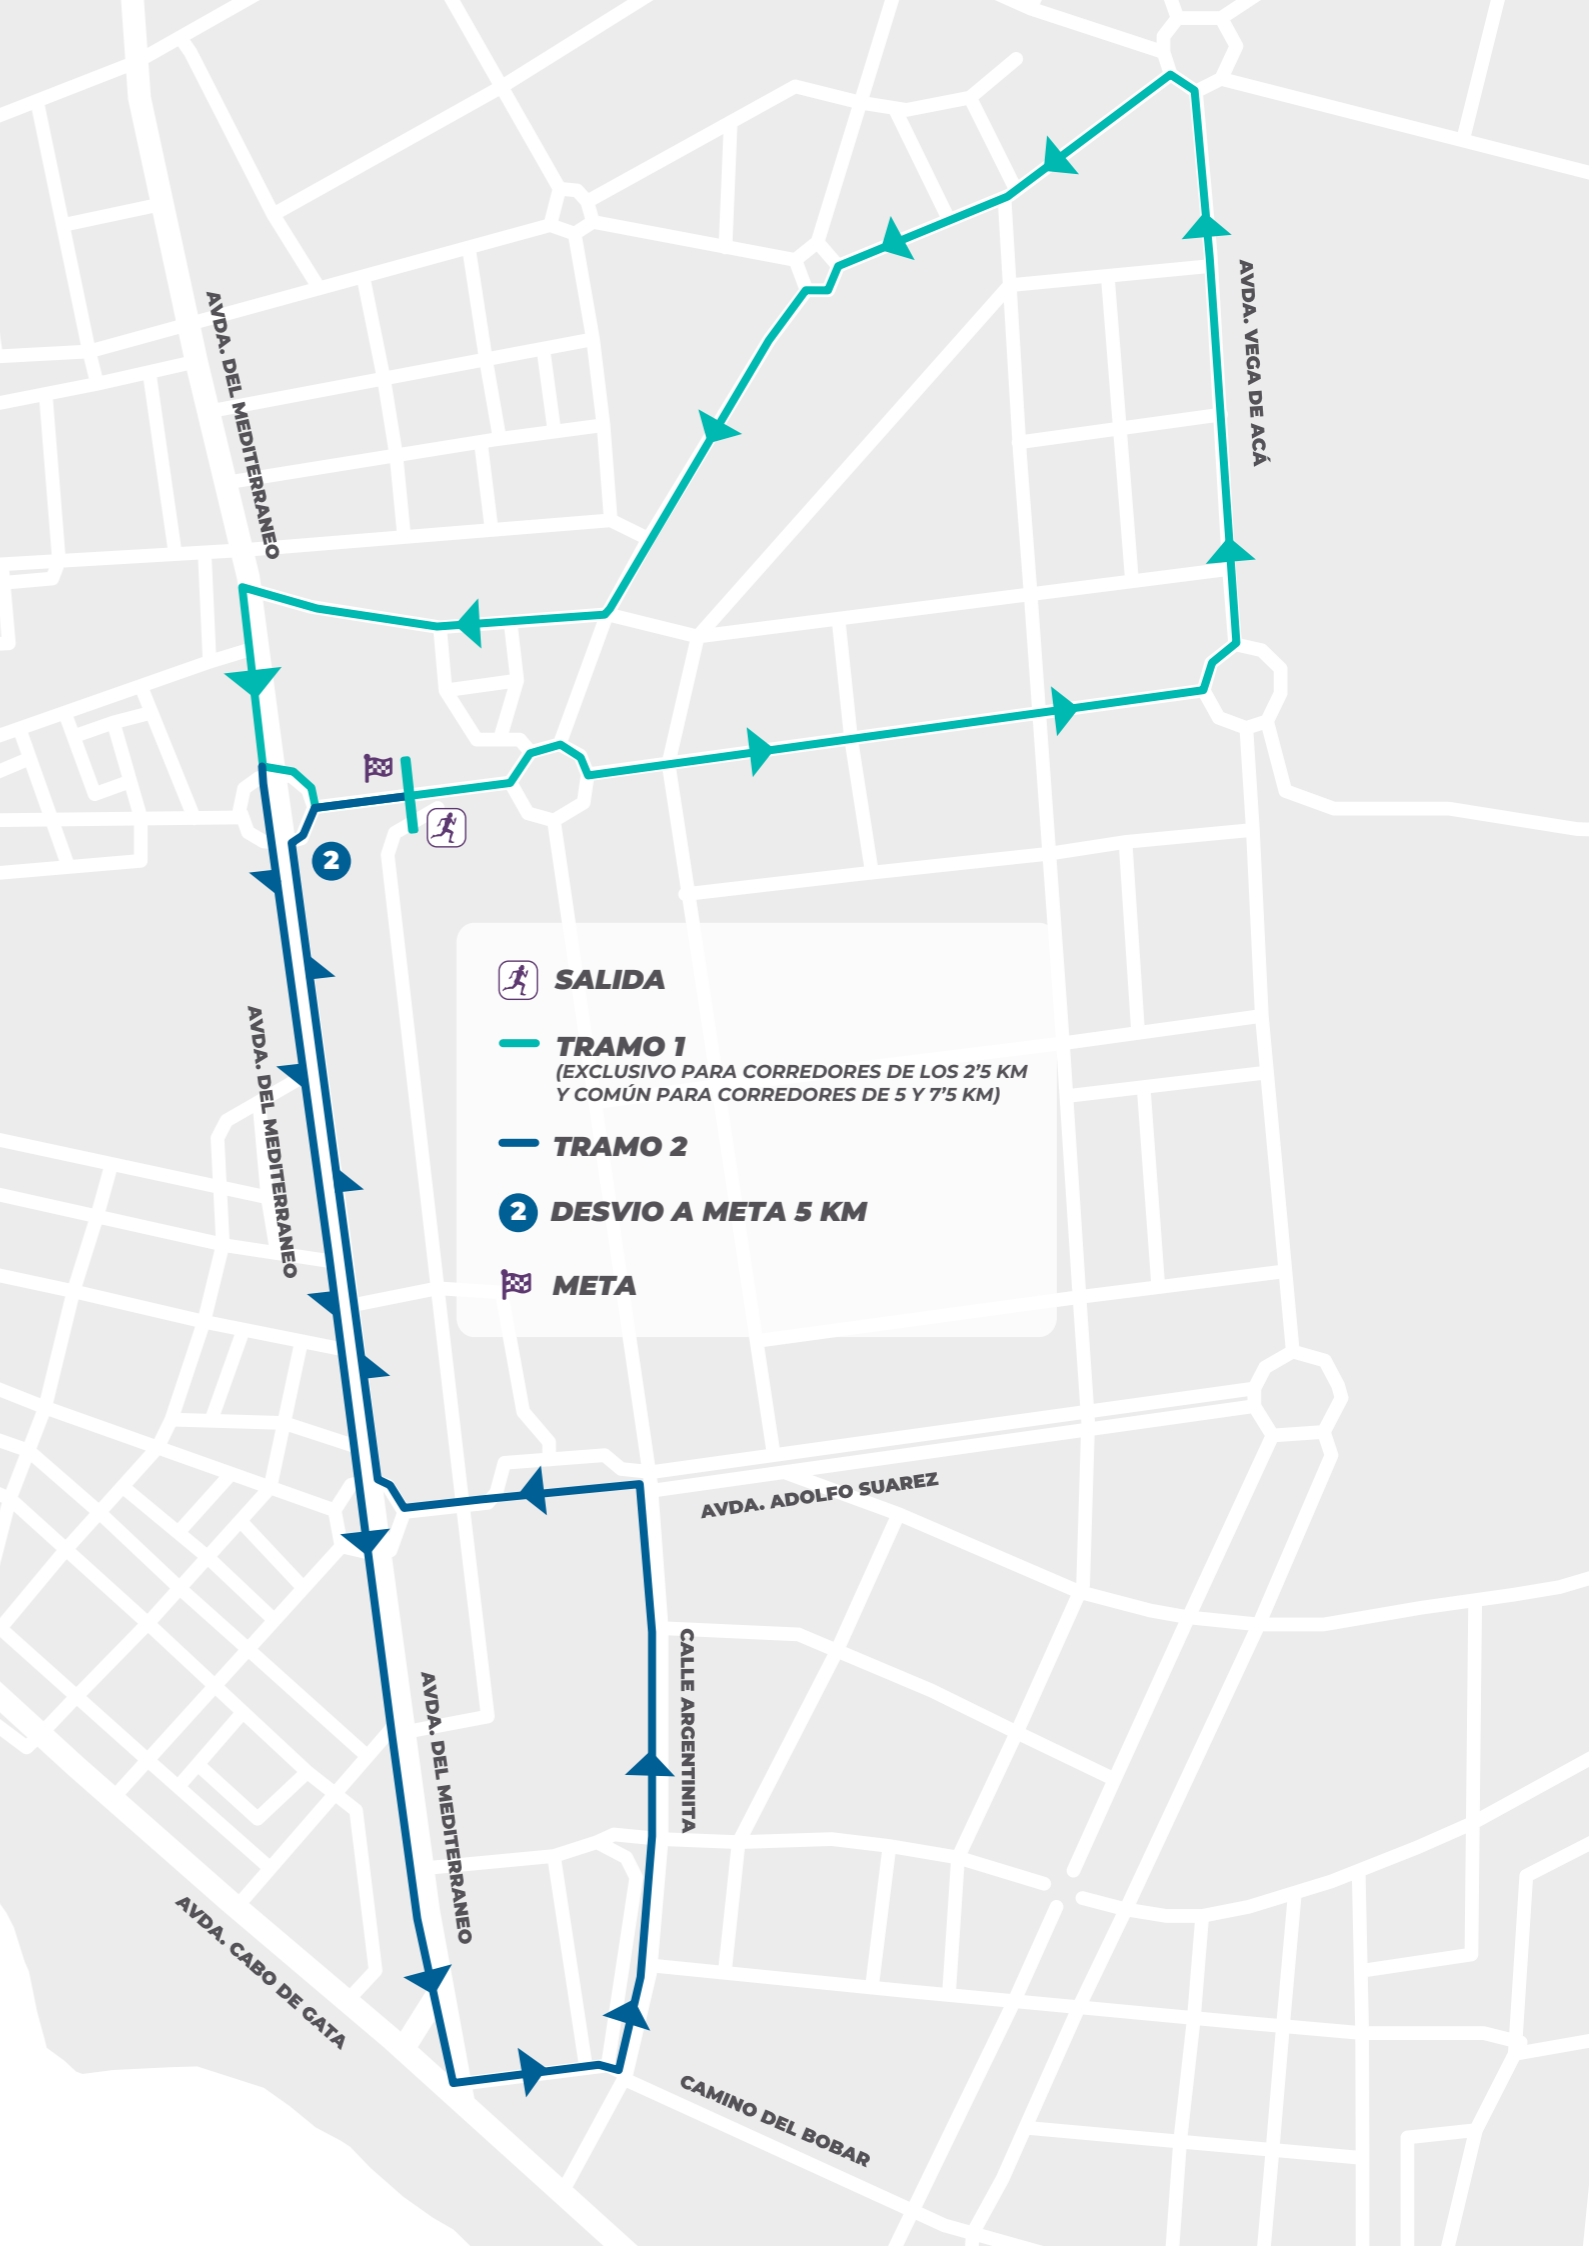 AVDA. DEL MEDITERRANEO
AVDA. VEGA DE ACÁ
2
SALIDA
TRAMO 1
(EXCLUSIVO PARA CORREDORES DE LOS 2’5 KM
Y COMÚN PARA CORREDORES DE 5 Y 7’5 KM)
TRAMO 2
2 DESVIO A META 5 KM
META
AVDA. DEL MEDITERRANEO
AVDA. ADOLFO SUAREZ
CALLE ARGENTINITA
AVDA. DEL MEDITERRANEO
AVDA. CABO DE GATA
CAMINO DEL BOBAR